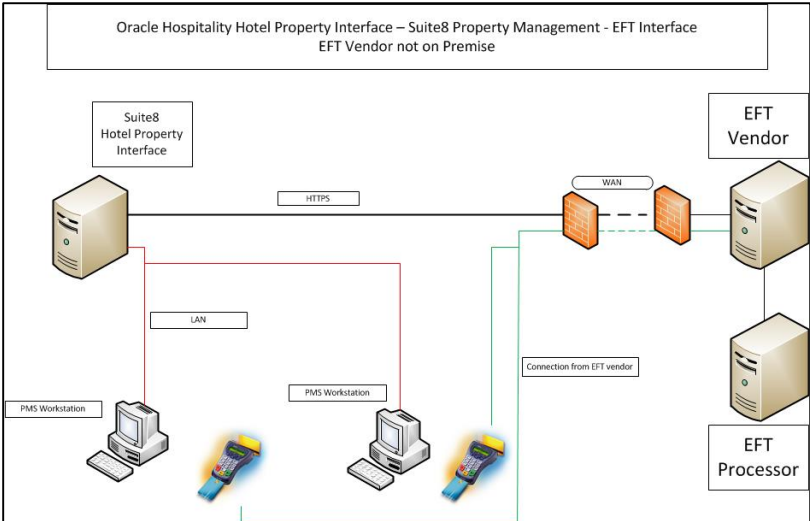 Oracle Hospitality Hotel Property Interface – Suite8 Property Management - EFT Interface
EFT Vendor not on Premise
Suite8
Hotel Property
Interface
EFT
Vendor
WAN
HTTPS
LAN
Connection from EFT vendor
PMS Workstation
PMS Workstation
EFT
Processor